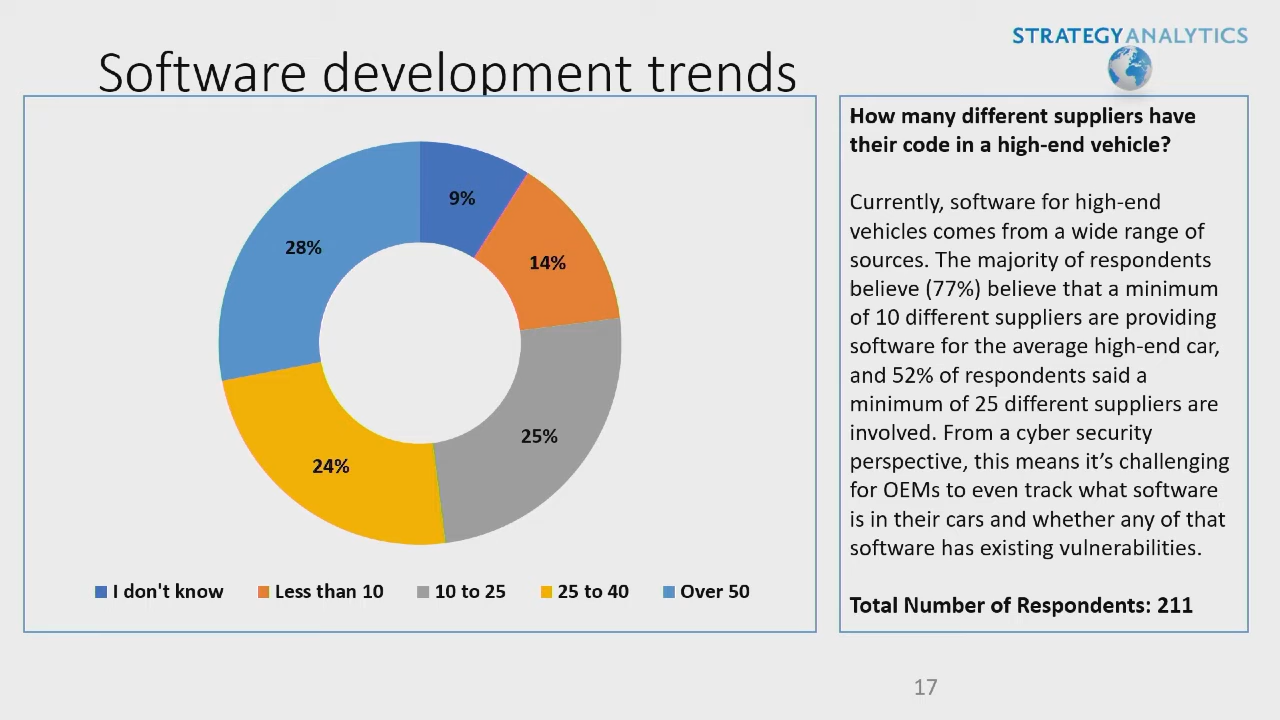 STRATEGYANALYTICS
Software development trends
9%
14%
25%
24%
28%
I don't know
Less than 10
10 to 25
25 to 40
Over 50
How many different suppliers have
their code in a high-end vehicle?
Currently, software for high-end
vehicles comes from a wide range of
sources. The majority of respondents
believe (77%) believe that a minimum
of 10 different suppliers are providing
software for the average high-end car,
and 52% of respondents said a
minimum of 25 different suppliers are
involved. From a cyber security
perspective, this means it’s challenging
for OEMs to even track what software
is in their cars and whether any of that
software has existing vulnerabilities.
Total Number of Respondents: 211
17